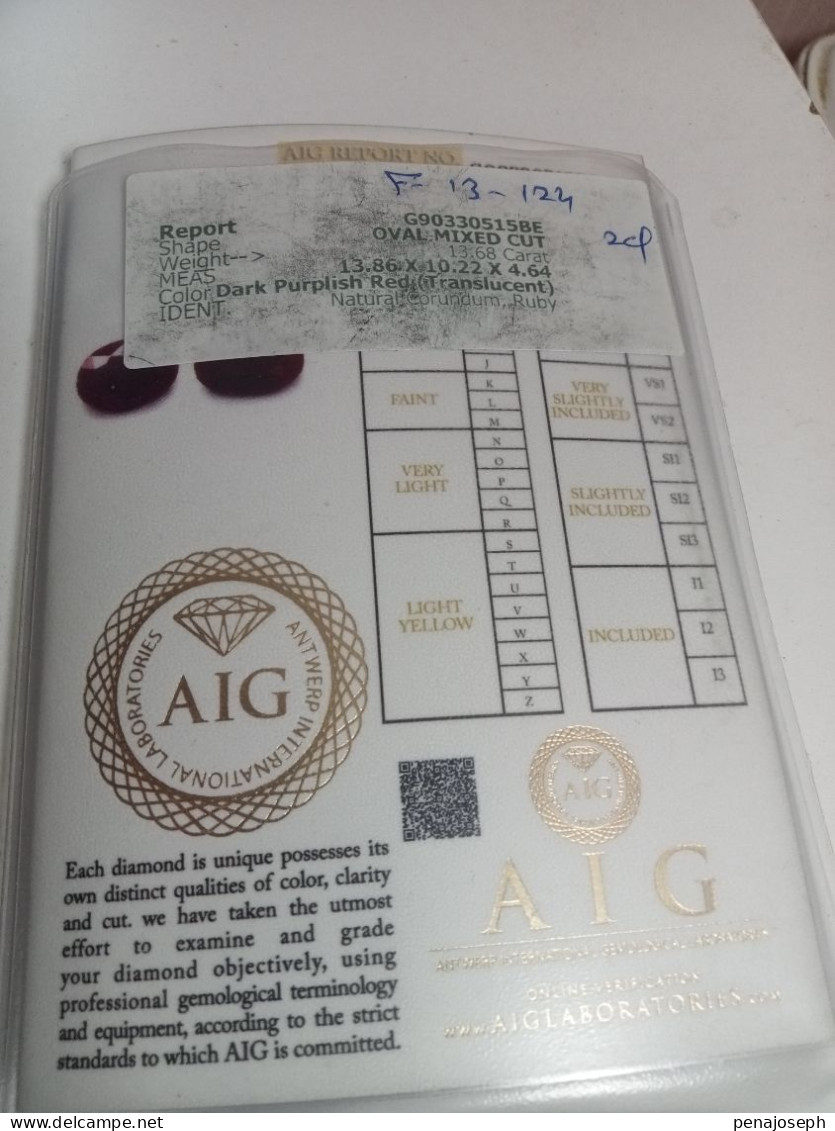 AIG REPORT NO.
F- 13-124
Report G90330515BE
Shape OVAL MIXED CUT
Weight--> 13.68 Carat
MEAS 13.86 X 10.22 X 4.64
Color Dark Purplish Red (Translucent)
IDENT. Natural Corundum, Ruby
J
K
FAINT
L
M
N
O
VERY
LIGHT
P
Q
R
S
T
U
LIGHT
YELLOW
V
W
X
Y
Z
VERY
SLIGHTLY
INCLUDED
VS1
VS2
SI1
SLIGHTLY
INCLUDED
SI2
SI3
I1
INCLUDED
I2
I3
ANTWERP INTERNATIONAL LABORATORIES
AIG
AIG
AIG
ONLINE VERIFICATION
www.AIGLABORATORIES.com
Each diamond is unique possesses its
own distinct qualities of color, clarity
and cut. we have taken the utmost
effort to examine and grade
your diamond objectively, using
professional gemological terminology
and equipment, according to the strict
standards to which AIG is committed.
www.delcampe.net
penajoseph